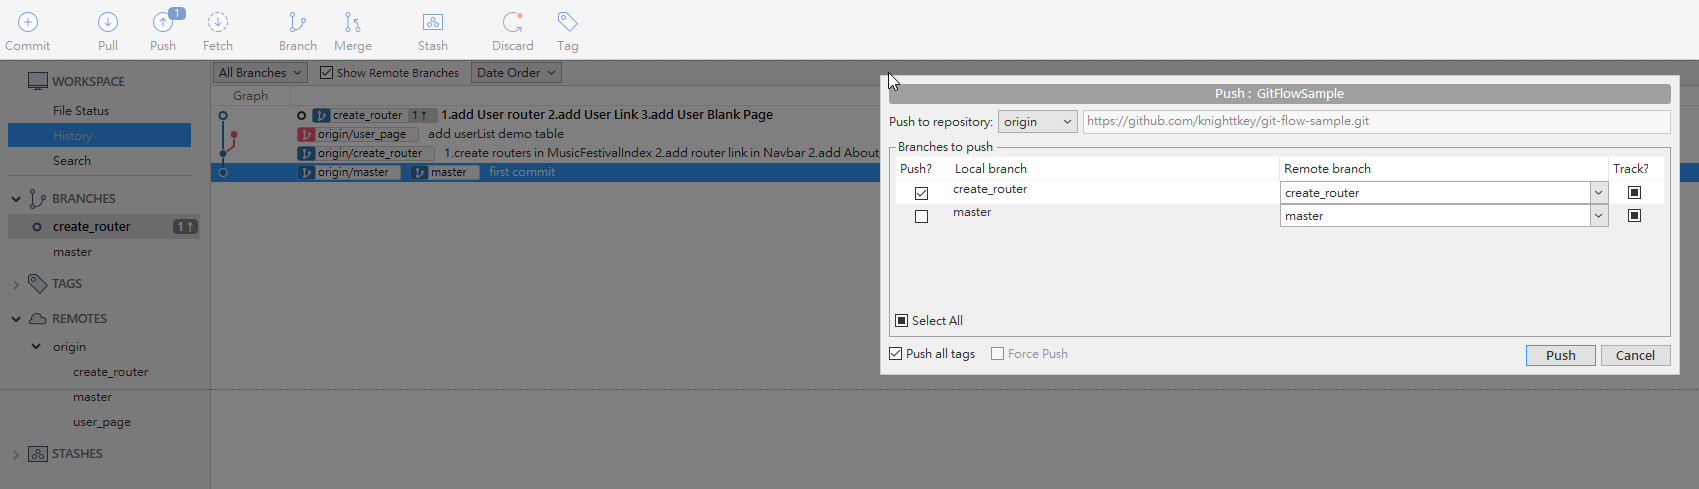 1
Commit Pull Push Fetch Branch Merge Stash Discard Tag
WORKSPACE
File Status
History
Search
BRANCHES
create_router 1↑
master
TAGS
REMOTES
origin
create_router
master
user_page
STASHES
All Branches Show Remote Branches Date Order
Graph
create_router 1↑ 1.add User router 2.add User Link 3.add User Blank Page
origin/user_page add userList demo table
origin/create_router 1.create routers in MusicFestivalIndex 2.add router link in Navbar 2.add About
origin/master master first commit
Push : GitFlowSample
Push to repository: origin https://github.com/knighttkey/git-flow-sample.git
Branches to push
Push? Local branch Remote branch Track?
create_router create_router
master master
Select All
Push all tags Force Push Push Cancel